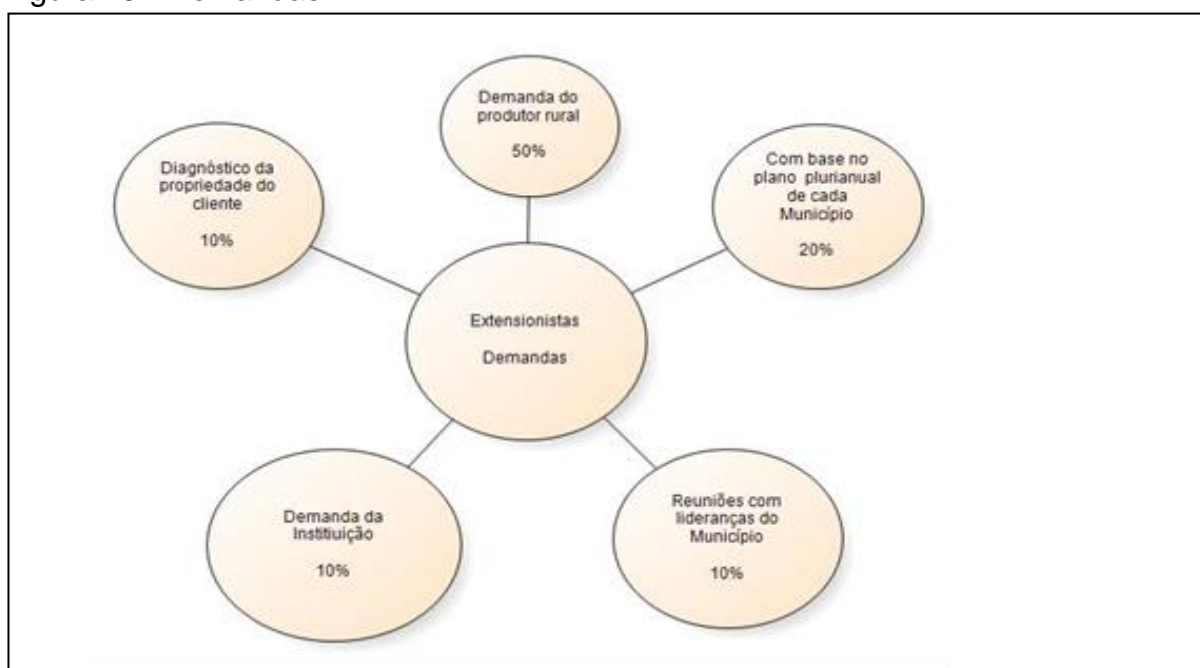 Demanda do
produtor rural
50%
Diagnóstico da
propriedade do
cliente
10%
Com base no
plano plurianual
de cada
Município
20%
Extensionistas
Demandas
Demanda da
Institiuição
10%
Reuniões com
lideranças do
Município
10%